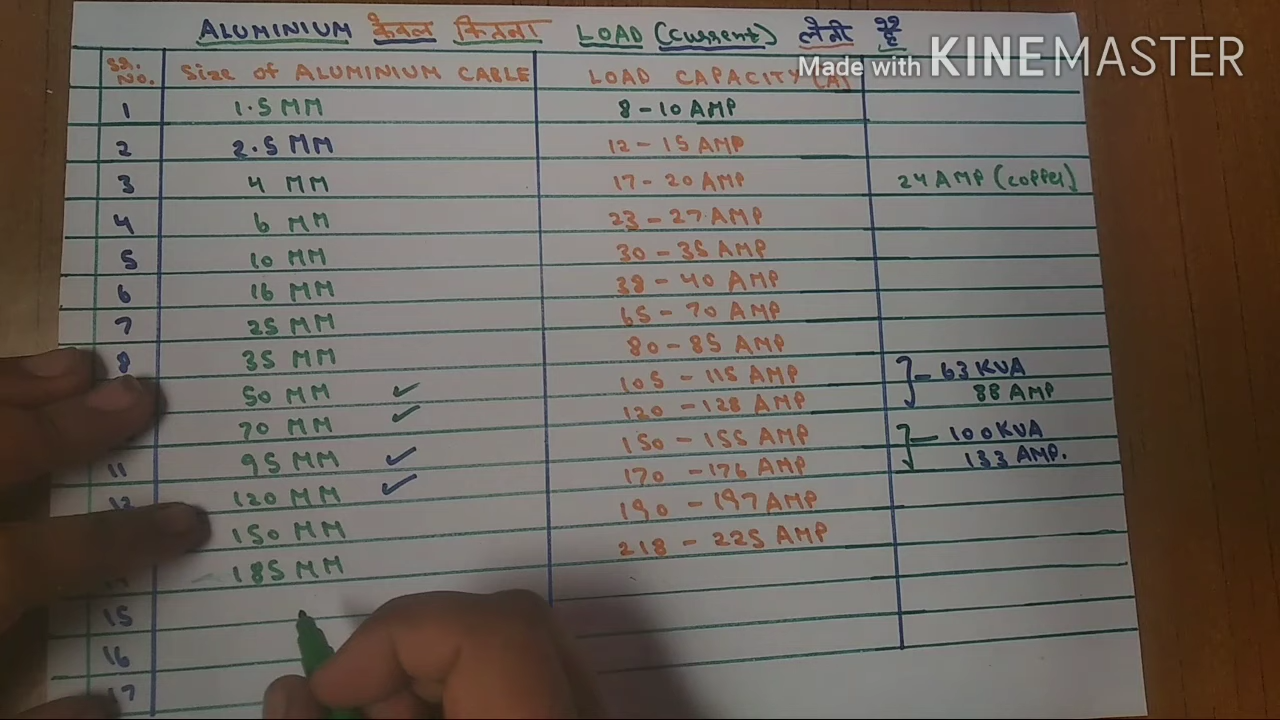 ALUMINIUM केबल कितना LOAD (Current) लेती है
Made with KINEMASTER
SR. NO. Size of ALUMINIUM CABLE LOAD CAPACITY (A)
1 1.5 MM 8-10 AMP
2 2.5 MM 12-15 AMP
3 4 MM 17-20 AMP 24 AMP (copper)
4 6 MM 23-27 AMP
5 10 MM 30-35 AMP
6 16 MM 38-40 AMP
7 25 MM 65-70 AMP
8 35 MM 80-85 AMP
50 MM ✓ 105-115 AMP } 63 KVA
70 MM ✓ 120-128 AMP 88 AMP
11 95 MM ✓ 150-155 AMP } 100 KVA
12 120 MM ✓ 170-176 AMP 133 AMP.
150 MM 190-197 AMP
185 MM 218-225 AMP
15
16
17